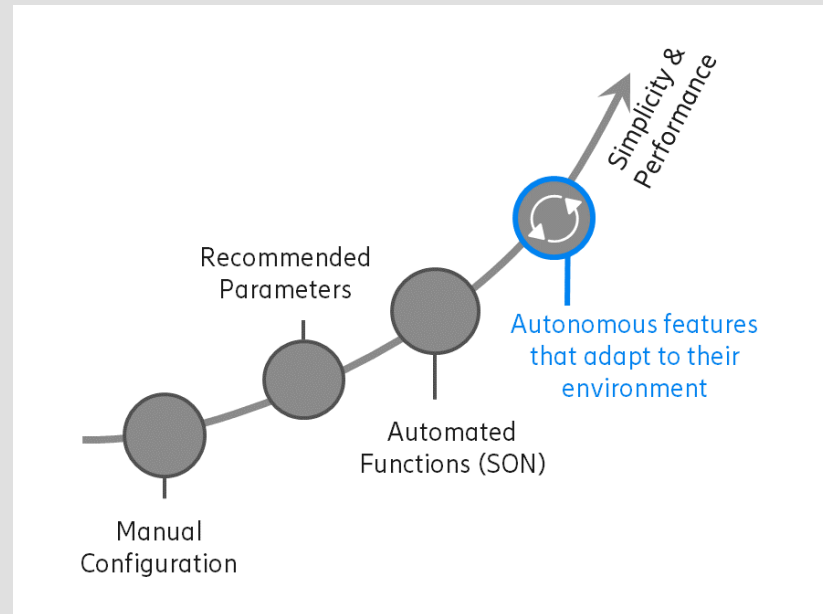 Simplicity &
Performance
Recommended
Parameters
Autonomous features
that adapt to their
environment
Automated
Functions (SON)
Manual
Configuration